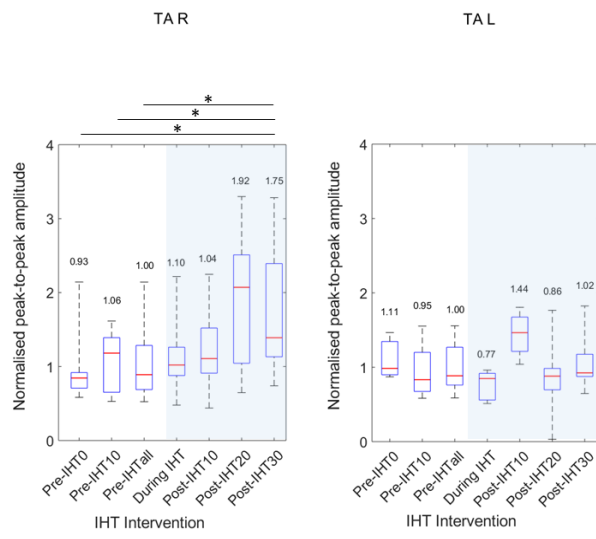 TA R
TA L
*
*
*
4
3
2
1
0
Normalised peak-to-peak amplitude
0.93
1.06
1.00
1.10
1.04
1.92
1.75
Pre-IHT0
Pre-IHT10
Pre-IHTall
During IHT
Post-IHT10
Post-IHT20
Post-IHT30
IHT Intervention
4
3
2
1
0
Normalised peak-to-peak amplitude
1.11
0.95
1.00
0.77
1.44
0.86
1.02
Pre-IHT0
Pre-IHT10
Pre-IHTall
During IHT
Post-IHT10
Post-IHT20
Post-IHT30
IHT Intervention